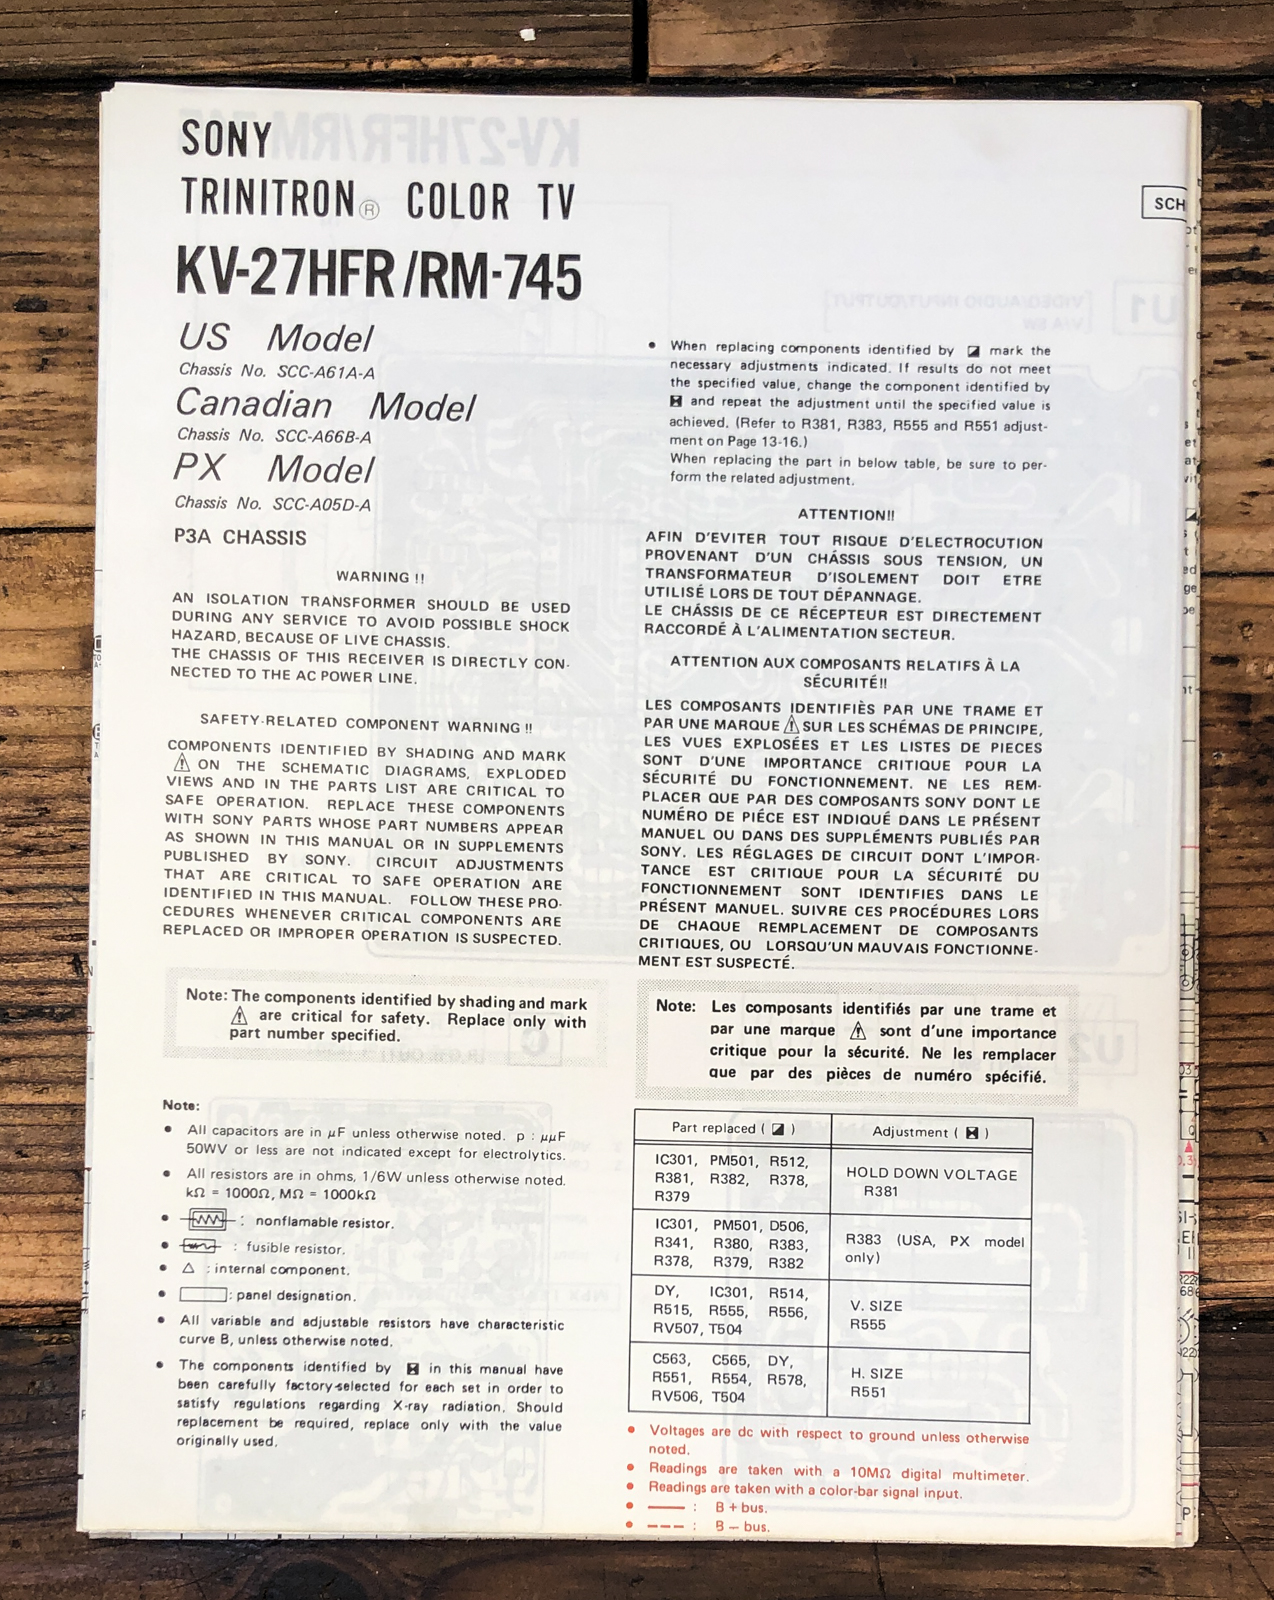 SONY
TRINITRON® COLOR TV
KV-27HFR/RM-745
US Model
Chassis No. SCC-A61A-A
Canadian Model
Chassis No. SCC-A66B-A
PX Model
Chassis No. SCC-A05D-A
P3A CHASSIS
WARNING !!
AN ISOLATION TRANSFORMER SHOULD BE USED
DURING ANY SERVICE TO AVOID POSSIBLE SHOCK
HAZARD, BECAUSE OF LIVE CHASSIS.
THE CHASSIS OF THIS RECEIVER IS DIRECTLY CON-
NECTED TO THE AC POWER LINE.
SAFETY-RELATED COMPONENT WARNING !!
COMPONENTS IDENTIFIED BY SHADING AND MARK
⚠ ON THE SCHEMATIC DIAGRAMS, EXPLODED
VIEWS AND IN THE PARTS LIST ARE CRITICAL TO
SAFE OPERATION. REPLACE THESE COMPONENTS
WITH SONY PARTS WHOSE PART NUMBERS APPEAR
AS SHOWN IN THIS MANUAL OR IN SUPPLEMENTS
PUBLISHED BY SONY. CIRCUIT ADJUSTMENTS
THAT ARE CRITICAL TO SAFE OPERATION ARE
IDENTIFIED IN THIS MANUAL. FOLLOW THESE PRO-
CEDURES WHENEVER CRITICAL COMPONENTS ARE
REPLACED OR IMPROPER OPERATION IS SUSPECTED.
Note: The components identified by shading and mark
⚠ are critical for safety. Replace only with
part number specified.
Note:
• All capacitors are in μF unless otherwise noted. p : μμF
50WV or less are not indicated except for electrolytics.
• All resistors are in ohms, 1/6W unless otherwise noted.
kΩ = 1000Ω, MΩ = 1000kΩ
• : nonflamable resistor.
• : fusible resistor.
• △ : internal component.
• : panel designation.
• All variable and adjustable resistors have characteristic
curve B, unless otherwise noted.
• The components identified by in this manual have
been carefully factory-selected for each set in order to
satisfy regulations regarding X-ray radiation. Should
replacement be required, replace only with the value
originally used.
• When replacing components identified by mark the
necessary adjustments indicated. If results do not meet
the specified value, change the component identified by
and repeat the adjustment until the specified value is
achieved. (Refer to R381, R383, R555 and R551 adjust-
ment on Page 13-16.)
When replacing the part in below table, be sure to per-
form the related adjustment.
ATTENTION!!
AFIN D'EVITER TOUT RISQUE D'ELECTROCUTION
PROVENANT D'UN CHÁSSIS SOUS TENSION, UN
TRANSFORMATEUR D'ISOLEMENT DOIT ETRE
UTILISÉ LORS DE TOUT DÉPANNAGE.
LE CHÁSSIS DE CE RÉCEPTEUR EST DIRECTEMENT
RACCORDÉ À L'ALIMENTATION SECTEUR.
ATTENTION AUX COMPOSANTS RELATIFS À LA
SÉCURITÉ!!
LES COMPOSANTS IDENTIFIÈS PAR UNE TRAME ET
PAR UNE MARQUE ⚠ SUR LES SCHÉMAS DE PRINCIPE,
LES VUES EXPLOSÉES ET LES LISTES DE PIECES
SONT D'UNE IMPORTANCE CRITIQUE POUR LA
SÉCURITÉ DU FONCTIONNEMENT. NE LES REM-
PLACER QUE PAR DES COMPOSANTS SONY DONT LE
NUMÉRO DE PIÉCE EST INDIQUÉ DANS LE PRÉSENT
MANUEL OU DANS DES SUPPLÉMENTS PUBLIÉS PAR
SONY. LES RÉGLAGES DE CIRCUIT DONT L'IMPOR-
TANCE EST CRITIQUE POUR LA SÉCURITÉ DU
FONCTIONNEMENT SONT IDENTIFIES DANS LE
PRÉSENT MANUEL. SUIVRE CES PROCÉDURES LORS
DE CHAQUE REMPLACEMENT DE COMPOSANTS
CRITIQUES, OU LORSQU'UN MAUVAIS FONCTIONNE-
MENT EST SUSPECTÉ.
Note: Les composants identifiés par une trame et
par une marque ⚠ sont d'une importance
critique pour la sécurité. Ne les remplacer
que par des pièces de numéro spécifié.
Part replaced ( ) Adjustment ( )
IC301, PM501, R512,
R381, R382, R378,
R379
HOLD DOWN VOLTAGE
R381
IC301, PM501, D506,
R341, R380, R383,
R378, R379, R382
R383 (USA, PX model
only)
DY, IC301, R514,
R515, R555, R556,
RV507, T504
V. SIZE
R555
C563, C565, DY,
R551, R554, R578,
RV506, T504
H. SIZE
R551
• Voltages are dc with respect to ground unless otherwise
noted.
• Readings are taken with a 10MΩ digital multimeter.
• Readings are taken with a color-bar signal input.
• : B + bus.
• : B − bus.
SCH